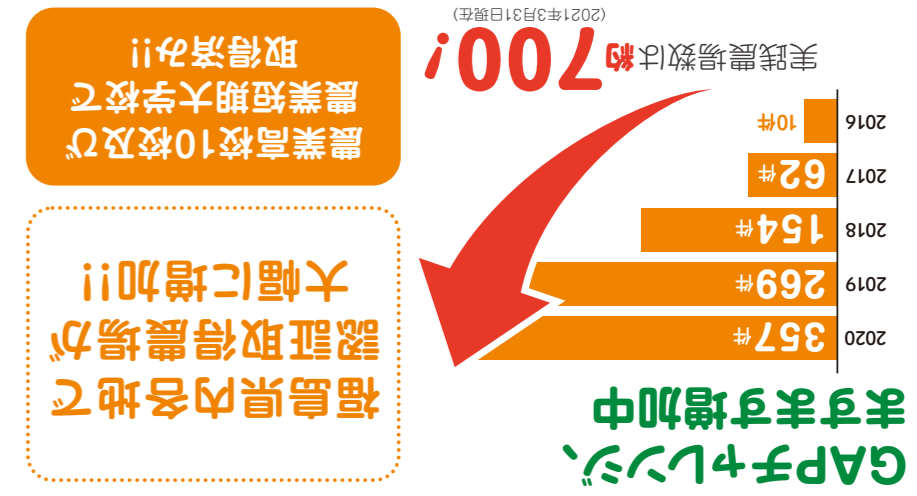 GAPチャレンジ、
ますます増加中
2020 357件
2019 269件
2018 154件
2017 62件
2016 10件
実践農場数は約700!
(2021年3月31日現在)
福島県内各地で
認証取得農場が
大幅に増加!!
農業高校10校及び
農業短期大学校で
取得済み!!